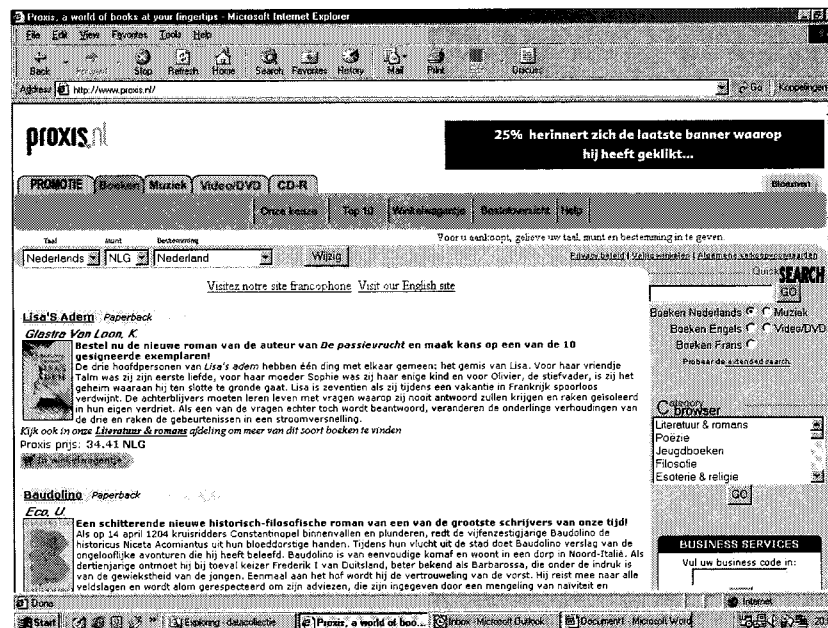 Proxis, a world of books at your fingertips - Microsoft Internet Explorer
File Edit View Favorites Tools Help
Back Stop Refresh Home Search Favorites History Mail Print Discuss
Address http://www.proxis.nl/ Go Koppelingen
proxis.nl
25% herinnert zich de laatste banner waarop
hij heeft geklikt...
PROMOTIE Boeken Muziek Video/DVD CD-R
Onze keuze Top 10 Winkelwagentje Besteloverzicht Help
Taal Munt Bestemming
Voor u aankoopt, gelieve uw taal, munt en bestemming in te geven.
Nederlands NLG Nederland Wijzig
Privacy beleid | Veilig winkelen | Algemene verkoopsvoorwaarden
Visitez notre site francophone Visit our English site
Quick SEARCH
GO
Boeken Nederlands Muziek
Boeken Engels Video/DVD
Boeken Frans
Probeer de extended search.
Lisa'S Adem Paperback
Glastra Van Loon, K.
Bestel nu de nieuwe roman van de auteur van De passievrucht en maak kans op een van de 10
gesigneerde exemplaren!
De drie hoofdpersonen van Lisa's adem hebben één ding met elkaar gemeen: het gemis van Lisa. Voor haar vriendje
Talm was zij zijn eerste liefde, voor haar moeder Sophie was zij haar enige kind en voor Olivier, de stiefvader, is zij het
geheim waaraan hij ten slotte te gronde gaat. Lisa is zeventien als zij tijdens een vakantie in Frankrijk spoorloos
verdwijnt. De achterblijvers moeten leren leven met vragen waarop zij nooit antwoord zullen krijgen en raken geïsoleerd
in hun eigen verdriet. Als een van de vragen echter toch wordt beantwoord, veranderen de onderlinge verhoudingen van
de drie en raken de gebeurtenissen in een stroomversnelling.
Kijk ook in onze Literatuur & romans afdeling om meer van dit soort boeken te vinden
Proxis prijs: 34.41 NLG
In winkelwagentje
Category browser
Literatuur & romans
Poëzie
Jeugdboeken
Filosofie
Esoterie & religie
GO
Baudolino Paperback
Eco, U.
Een schitterende nieuwe historisch-filosofische roman van een van de grootste schrijvers van onze tijd!
Als op 14 april 1204 kruisridders Constantinopel binnenvallen en plunderen, redt de vijfenzestigjarige Baudolino de
historicus Niceta Acomiantus uit hun bloeddorstige handen. Tijdens hun vlucht uit de stad doet Baudolino verslag van de
ongelooflijke avonturen die hij heeft beleefd. Baudolino is van eenvoudige komaf en woont in een dorp in Noord-Italië. Als
dertienjarige ontmoet hij bij toeval keizer Frederik I van Duitsland, beter bekend als Barbarossa, die onder de indruk is
van de gewiekstheid van de jongen. Eenmaal aan het hof wordt hij de vertrouweling van de vorst. Hij reist mee naar alle
veldslagen en wordt alom gerespecteerd om zijn adviezen, die zijn ingegeven door een mengeling van naïviteit en
BUSINESS SERVICES
Vul uw business code in:
Done Internet
Start Exploring - datacollectie Proxis, a world of boo... Inbox - Microsoft Outlook Document1 - Microsoft Word